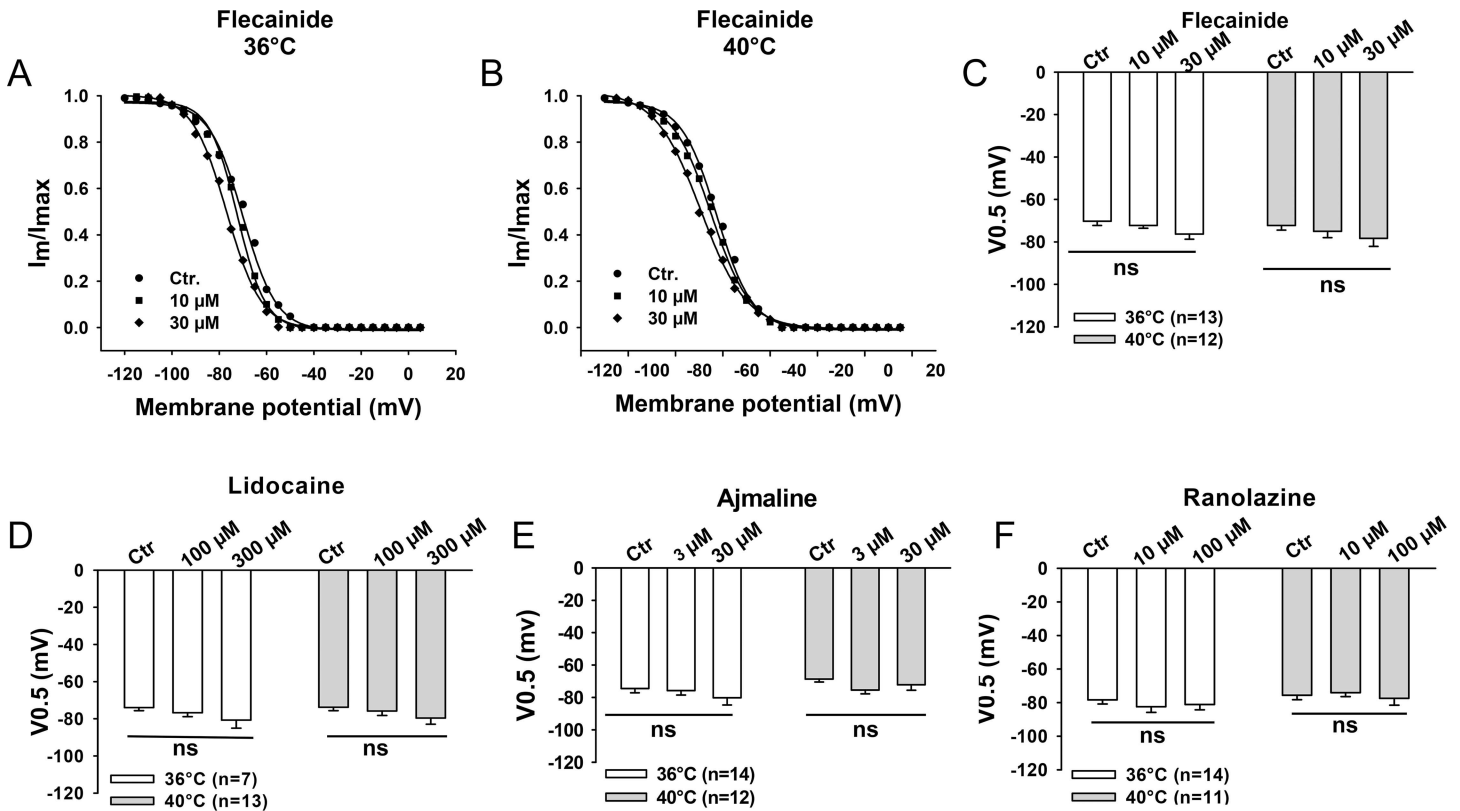 Flecainide
36°C
A
1.0
0.8
0.6
0.4
0.2
0.0
Im/Imax
Ctr.
10 µM
30 µM
-120 -100 -80 -60 -40 -20 0 20
Membrane potential (mV)
Flecainide
40°C
B
1.0
0.8
0.6
0.4
0.2
0.0
Im/Imax
Ctr.
10 µM
30 µM
-120 -100 -80 -60 -40 -20 0 20
Membrane potential (mV)
Flecainide
C
Ctr 10 µM 30 µM Ctr 10 µM 30 µM
0
-20
-40
-60
-80
-100
-120
V0.5 (mV)
ns ns
36°C (n=13)
40°C (n=12)
Lidocaine
D
Ctr 100 µM 300 µM Ctr 100 µM 300 µM
0
-20
-40
-60
-80
-100
-120
V0.5 (mV)
ns ns
36°C (n=7)
40°C (n=13)
Ajmaline
E
Ctr 3 µM 30 µM Ctr 3 µM 30 µM
0
-20
-40
-60
-80
-100
-120
V0.5 (mv)
ns ns
36°C (n=14)
40°C (n=12)
Ranolazine
F
Ctr 10 µM 100 µM Ctr 10 µM 100 µM
0
-20
-40
-60
-80
-100
-120
V0.5 (mV)
ns ns
36°C (n=14)
40°C (n=11)